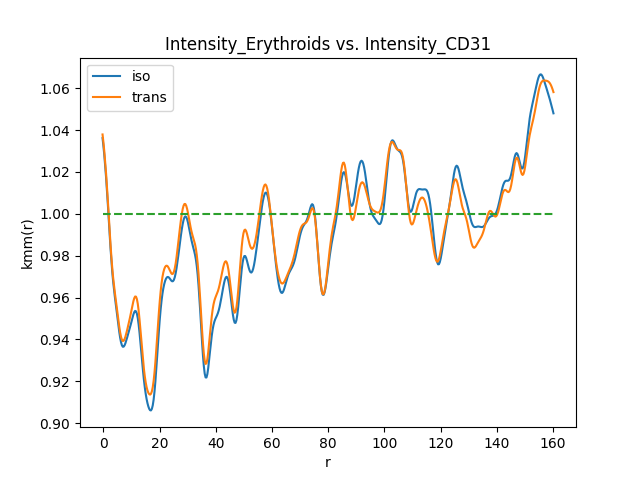 Intensity_Erythroids vs. Intensity_CD31
iso
trans
kmm(r)
1.06
1.04
1.02
1.00
0.98
0.96
0.94
0.92
0.90
0 20 40 60 80 100 120 140 160
r